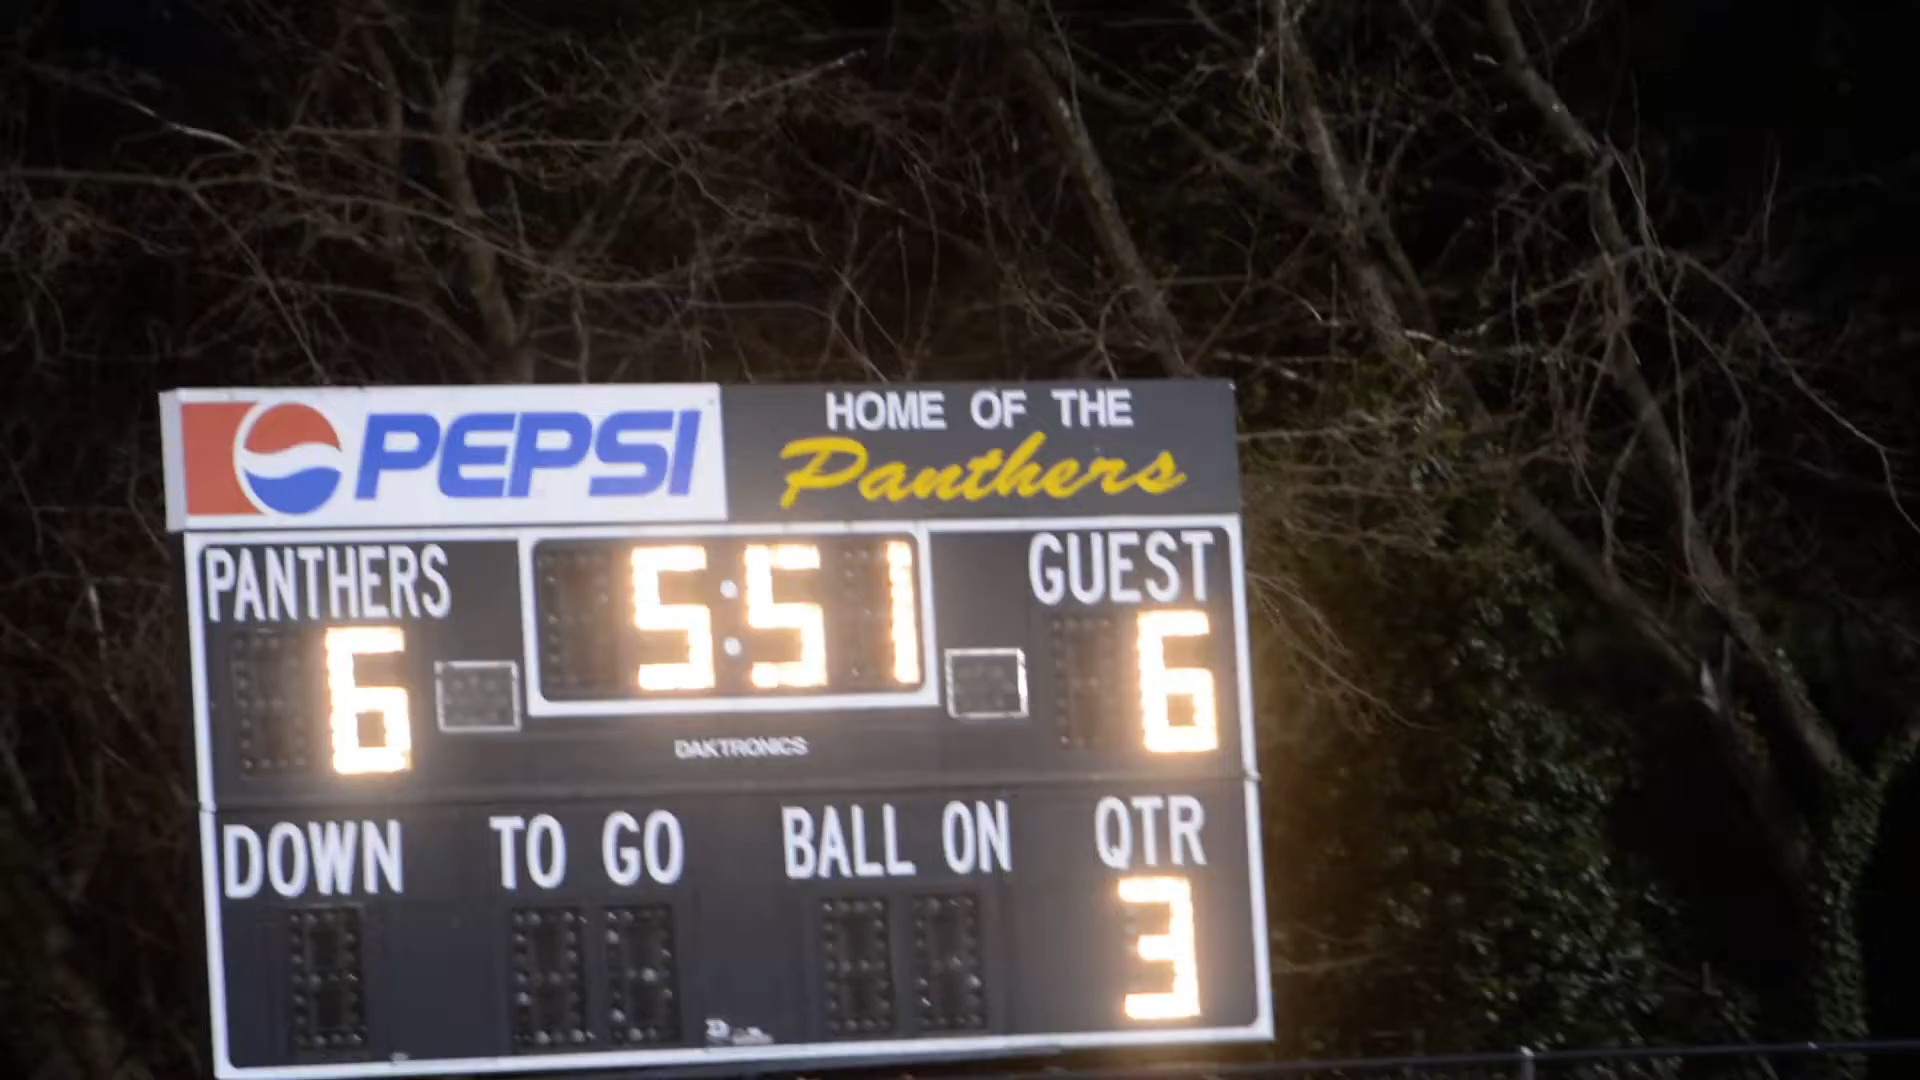 PEPSI
HOME OF THE
Panthers
PANTHERS
5:51
GUEST
6
6
DAKTRONICS
DOWN
TO GO
BALL ON
QTR
3